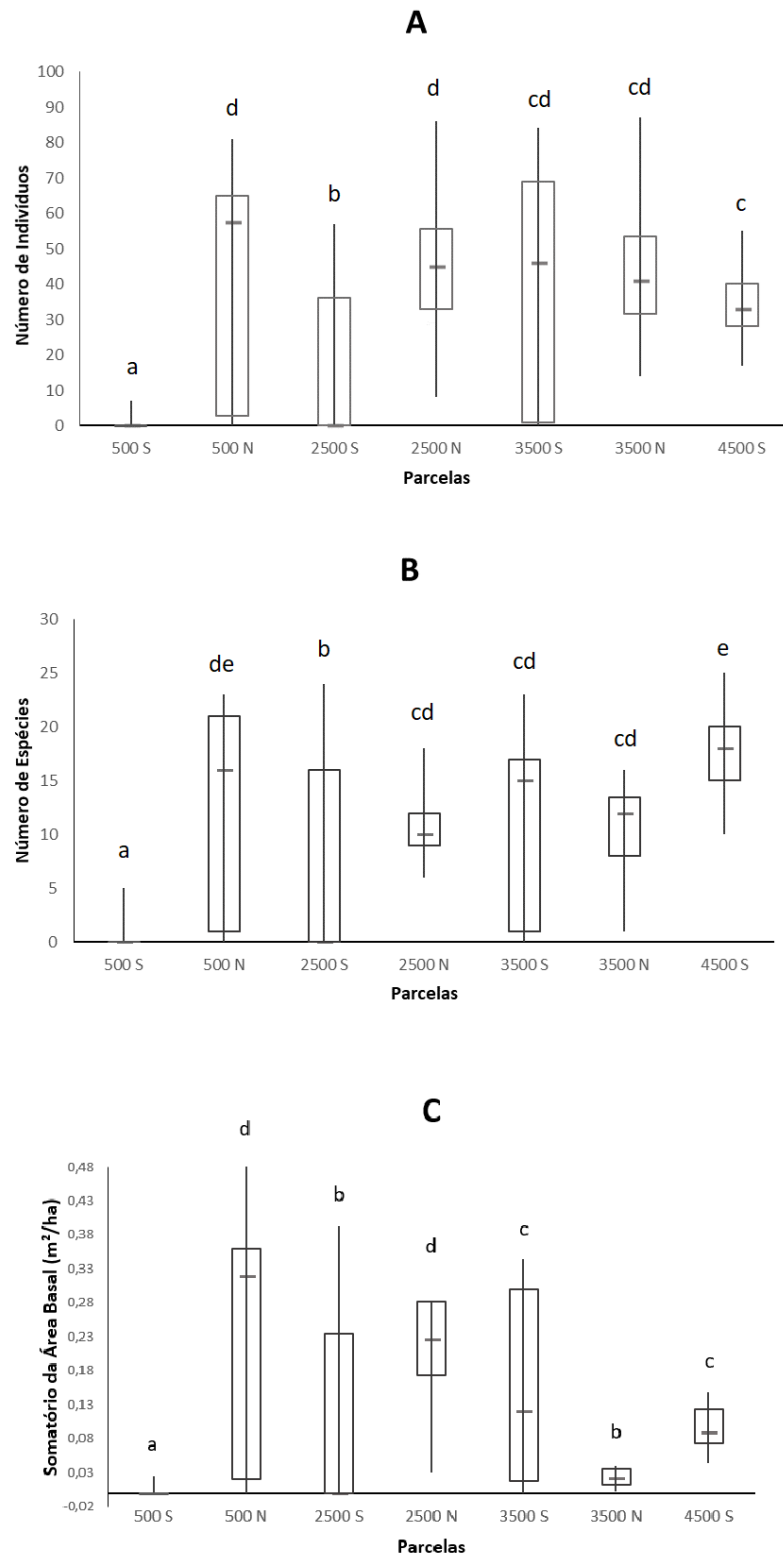 A
Número de Indivíduos
100
90
80
70
60
50
40
30
20
10
0
a
d
b
d
cd
cd
c
500 S
500 N
2500 S
2500 N
3500 S
3500 N
4500 S
Parcelas
B
Número de Espécies
30
25
20
15
10
5
0
a
de
b
cd
cd
cd
e
500 S
500 N
2500 S
2500 N
3500 S
3500 N
4500 S
Parcelas
C
Somatório da Área Basal (m²/ha)
0,48
0,43
0,38
0,33
0,28
0,23
0,18
0,13
0,08
0,03
-0,02
a
d
b
d
c
b
c
500 S
500 N
2500 S
2500 N
3500 S
3500 N
4500 S
Parcelas